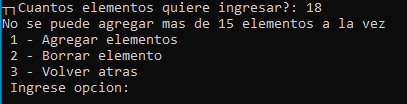 ┬┐Cuantos elementos quiere ingresar?: 18
No se puede agregar mas de 15 elementos a la vez
1 - Agregar elementos
2 - Borrar elemento
3 - Volver atras
Ingrese opcion: